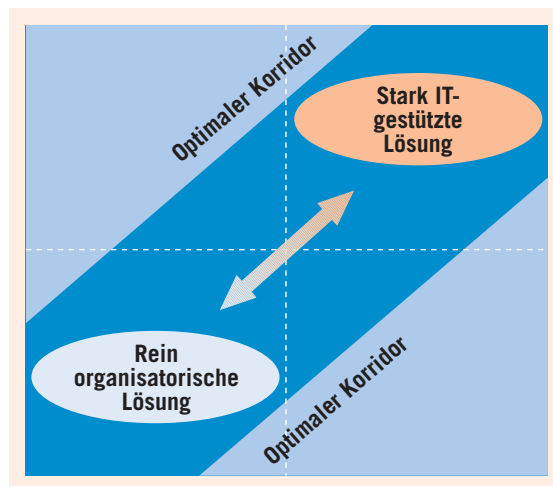 Optimaler Korridor
Stark IT-
gestützte
Lösung
Rein
organisatorische
Lösung
Optimaler Korridor